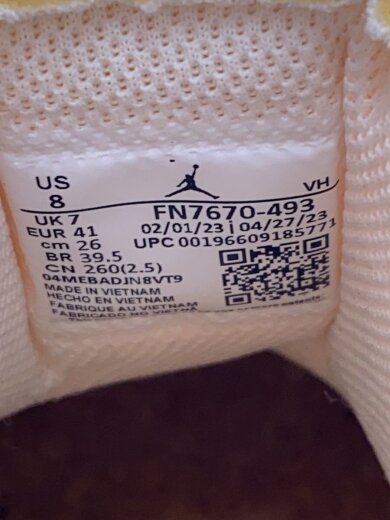 US
8
VH
FN7670-493
UK 7
02/01/23 | 04/27/23
EUR 41
UPC 00196609185771
cm 26
BR 39.5
CN 260(2.5)
04MEBADJN8VT9
MADE IN VIETNAM
HECHO EN VIETNAM
FABRIQUE AU VIETNAM
FABRICADO NO VIETNA